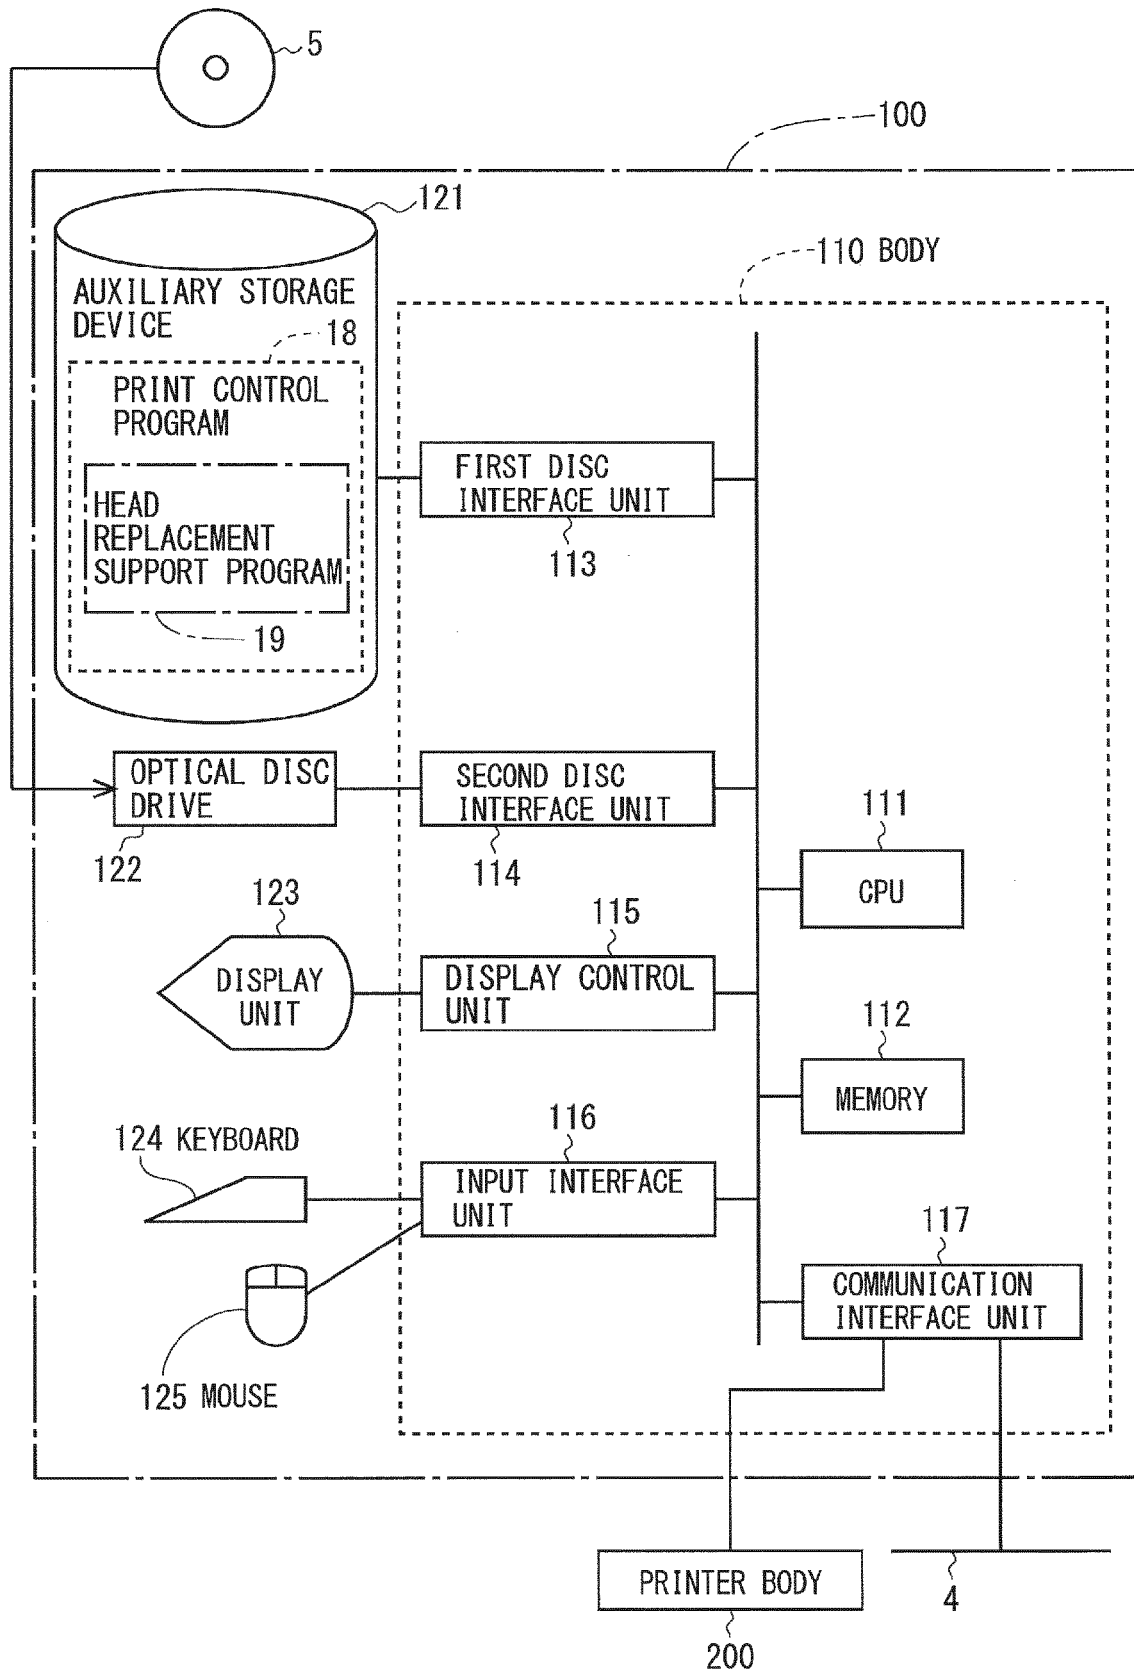 5
100
121
110 BODY
AUXILIARY STORAGE
DEVICE
18
PRINT CONTROL
PROGRAM
FIRST DISC
INTERFACE UNIT
113
HEAD
REPLACEMENT
SUPPORT PROGRAM
19
OPTICAL DISC
DRIVE
122
SECOND DISC
INTERFACE UNIT
114
111
CPU
123
DISPLAY
UNIT
115
DISPLAY CONTROL
UNIT
112
MEMORY
124 KEYBOARD
116
INPUT INTERFACE
UNIT
117
COMMUNICATION
INTERFACE UNIT
125 MOUSE
PRINTER BODY
200
4